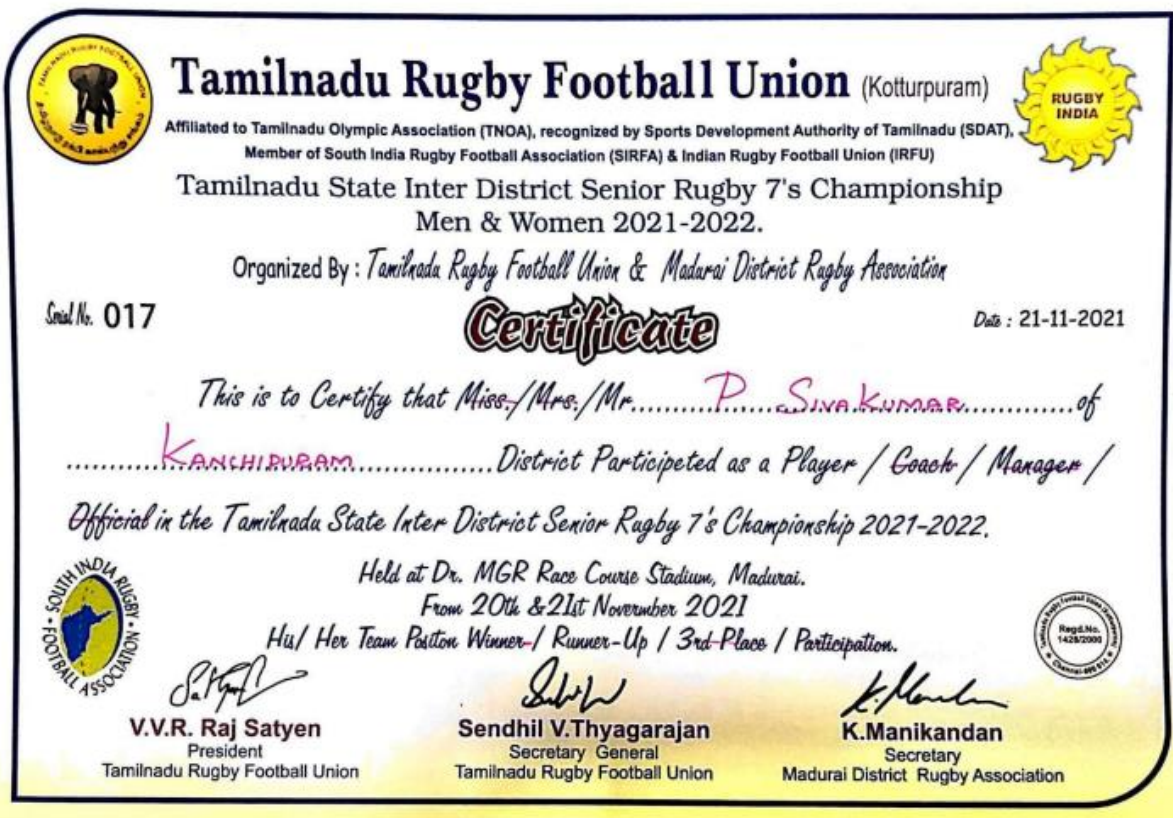 Tamilnadu Rugby Football Union (Kotturpuram)
RUGBY
INDIA
Affiliated to Tamilnadu Olympic Association (TNOA), recognized by Sports Development Authority of Tamilnadu (SDAT),
Member of South India Rugby Football Association (SIRFA) & Indian Rugby Football Union (IRFU)
Tamilnadu State Inter District Senior Rugby 7's Championship
Men & Women 2021-2022.
Organized By : Tamilnadu Rugby Football Union & Madurai District Rugby Association
Serial No. 017
Certificate
Date : 21-11-2021
This is to Certify that Miss./Mrs./Mr. P SIVA KUMAR of
KANCHIPURAM District Participeted as a Player / Coach / Manager /
Official in the Tamilnadu State Inter District Senior Rugby 7's Championship 2021-2022.
Held at Dr. MGR Race Course Stadium, Madurai.
From 20th &21st Novermber 2021
His/ Her Team Positon Winner / Runner-Up / 3rd Place / Participation.
SOUTH INDIA RUGBY
FOOTBALL ASSOCIATION
Regd.No.
1428/2000
V.V.R. Raj Satyen
President
Tamilnadu Rugby Football Union
Sendhil V.Thyagarajan
Secretary General
Tamilnadu Rugby Football Union
K.Manikandan
Secretary
Madurai District Rugby Association